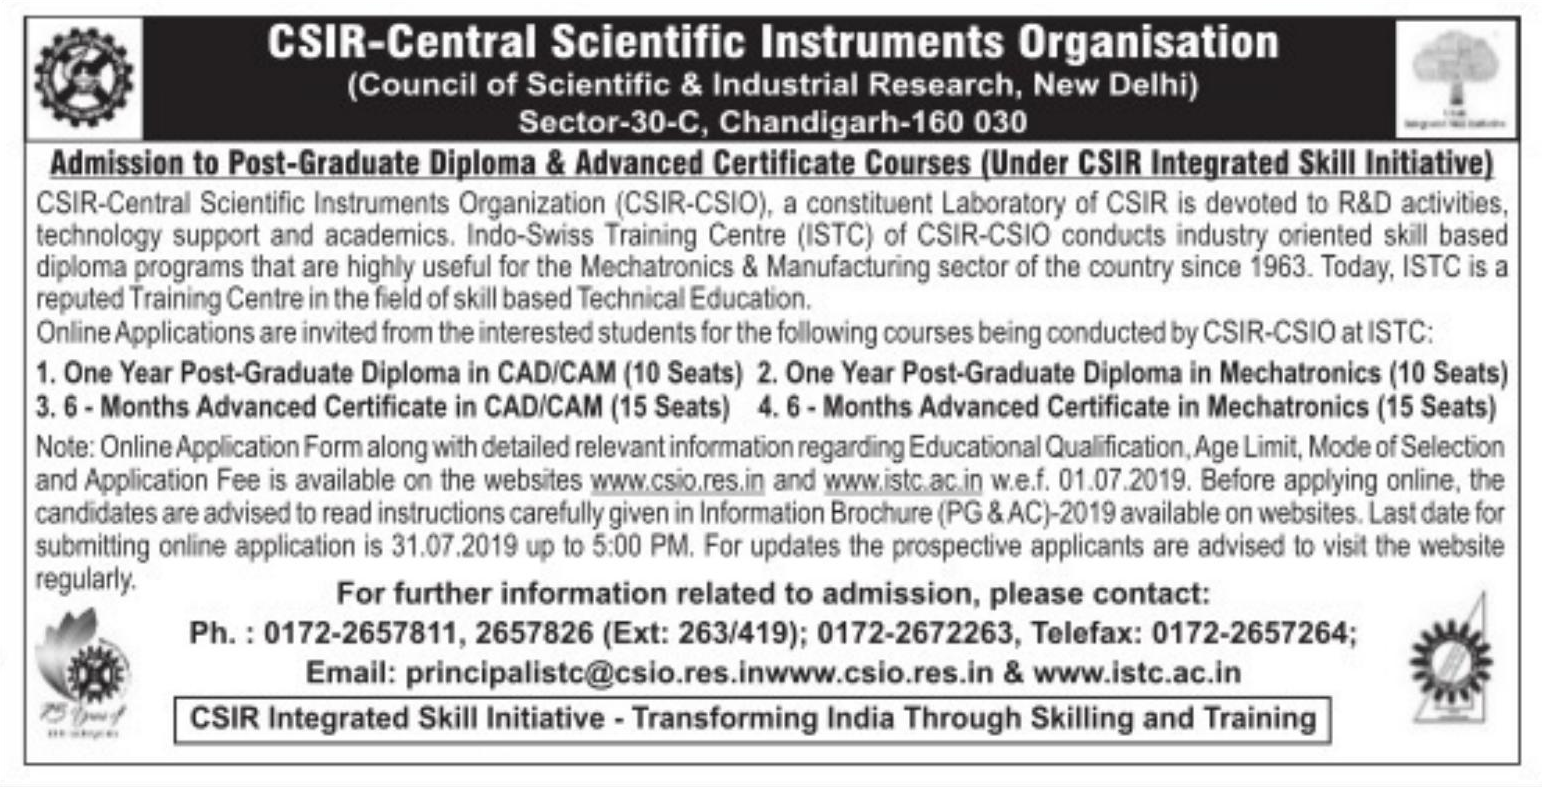 CSIR-Central Scientific Instruments Organisation
(Council of Scientific & Industrial Research, New Delhi)
Sector-30-C, Chandigarh-160 030
Admission to Post-Graduate Diploma & Advanced Certificate Courses (Under CSIR Integrated Skill Initiative)
CSIR-Central Scientific Instruments Organization (CSIR-CSIO), a constituent Laboratory of CSIR is devoted to R&D activities,
technology support and academics. Indo-Swiss Training Centre (ISTC) of CSIR-CSIO conducts industry oriented skill based
diploma programs that are highly useful for the Mechatronics & Manufacturing sector of the country since 1963. Today, ISTC is a
reputed Training Centre in the field of skill based Technical Education.
Online Applications are invited from the interested students for the following courses being conducted by CSIR-CSIO at ISTC:
1. One Year Post-Graduate Diploma in CAD/CAM (10 Seats) 2. One Year Post-Graduate Diploma in Mechatronics (10 Seats)
3. 6 - Months Advanced Certificate in CAD/CAM (15 Seats) 4. 6 - Months Advanced Certificate in Mechatronics (15 Seats)
Note: Online Application Form along with detailed relevant information regarding Educational Qualification, Age Limit, Mode of Selection
and Application Fee is available on the websites www.csio.res.in and www.istc.ac.in w.e.f. 01.07.2019. Before applying online, the
candidates are advised to read instructions carefully given in Information Brochure (PG & AC)-2019 available on websites. Last date for
submitting online application is 31.07.2019 up to 5:00 PM. For updates the prospective applicants are advised to visit the website
regularly.
For further information related to admission, please contact:
Ph. : 0172-2657811, 2657826 (Ext: 263/419); 0172-2672263, Telefax: 0172-2657264;
Email: principalistc@csio.res.inwww.csio.res.in & www.istc.ac.in
75 Years of
CSIR Integrated Skill Initiative - Transforming India Through Skilling and Training